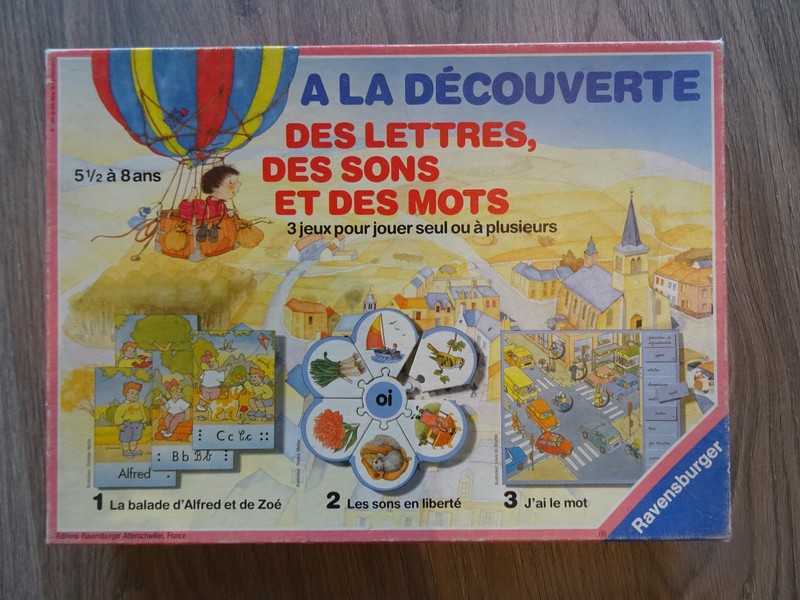 A LA DÉCOUVERTE
DES LETTRES,
DES SONS
ET DES MOTS
5 1/2 à 8 ans
3 jeux pour jouer seul ou à plusieurs
oi
C c
B b
Alfred
1 La balade d'Alfred et de Zoé
2 Les sons en liberté
3 J'ai le mot
Ravensburger
Editions Ravensburger Attenschwiller, France